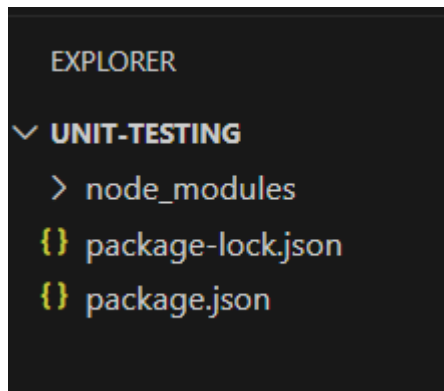 EXPLORER
UNIT-TESTING
node_modules
{} package-lock.json
{} package.json